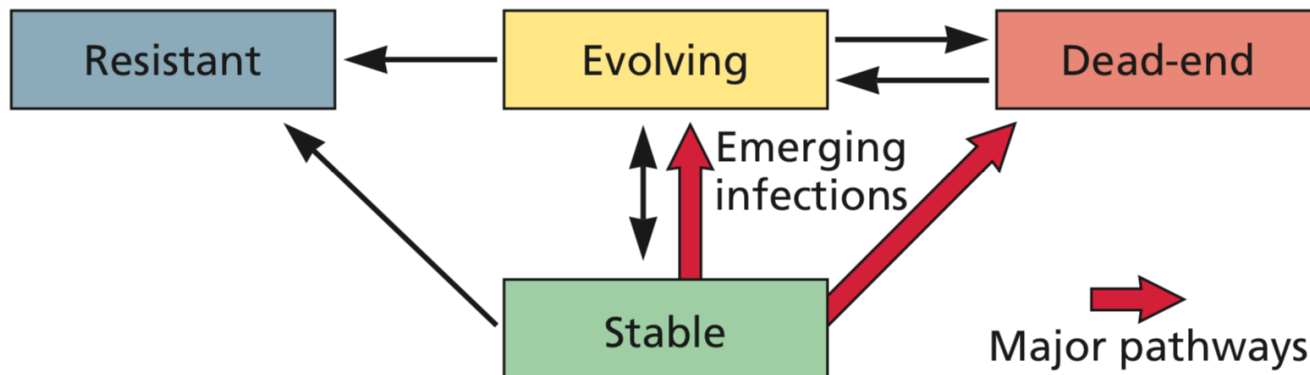 Resistant
Evolving
Dead-end
Emerging
infections
Stable
Major pathways